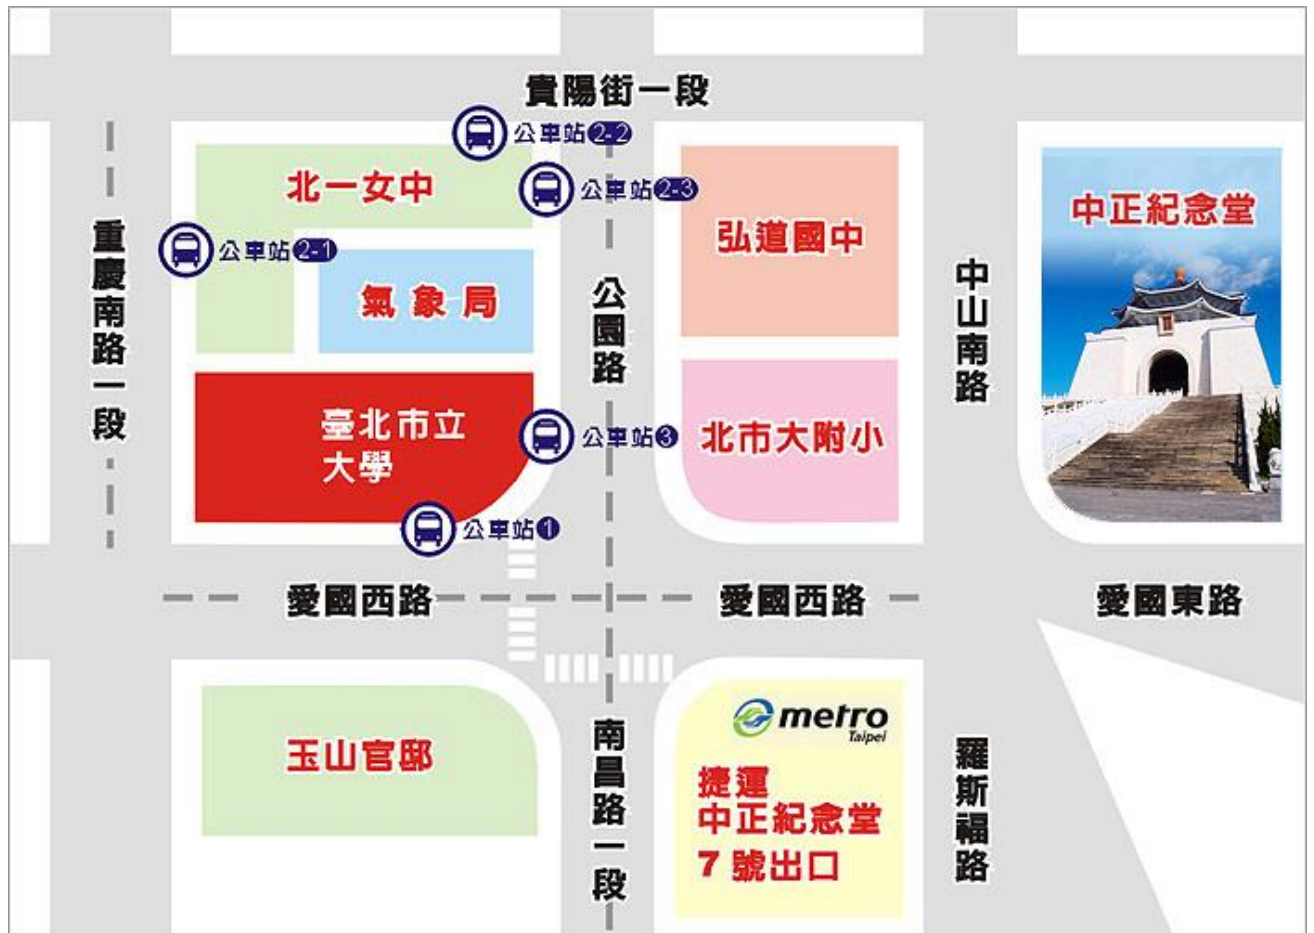 貴陽街一段
公車站2-2
北一女中
公車站2-3
中正紀念堂
弘道國中
公車站2-1
重慶南路一段
氣象局
公園路
中山南路
臺北市立
大學
公車站3
北市大附小
公車站1
愛國西路
愛國西路
愛國東路
metro
Taipei
玉山官邸
南昌路一段
捷運
中正紀念堂
7號出口
羅斯福路